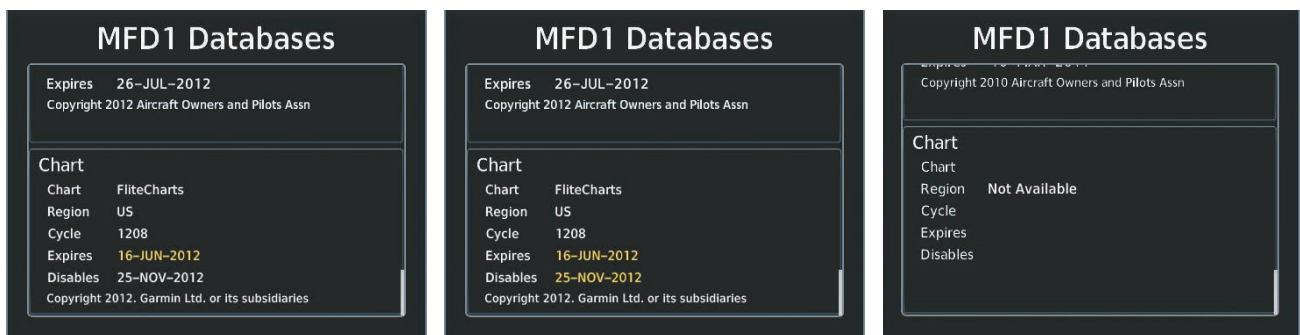 MFD1 Databases
Expires 26–JUL–2012
Copyright 2012 Aircraft Owners and Pilots Assn
Chart
Chart FliteCharts
Region US
Cycle 1208
Expires 16–JUN–2012
Disables 25–NOV–2012
Copyright 2012. Garmin Ltd. or its subsidiaries
MFD1 Databases
Expires 26–JUL–2012
Copyright 2012 Aircraft Owners and Pilots Assn
Chart
Chart FliteCharts
Region US
Cycle 1208
Expires 16–JUN–2012
Disables 25–NOV–2012
Copyright 2012. Garmin Ltd. or its subsidiaries
MFD1 Databases
Copyright 2010 Aircraft Owners and Pilots Assn
Chart
Chart
Region Not Available
Cycle
Expires
Disables